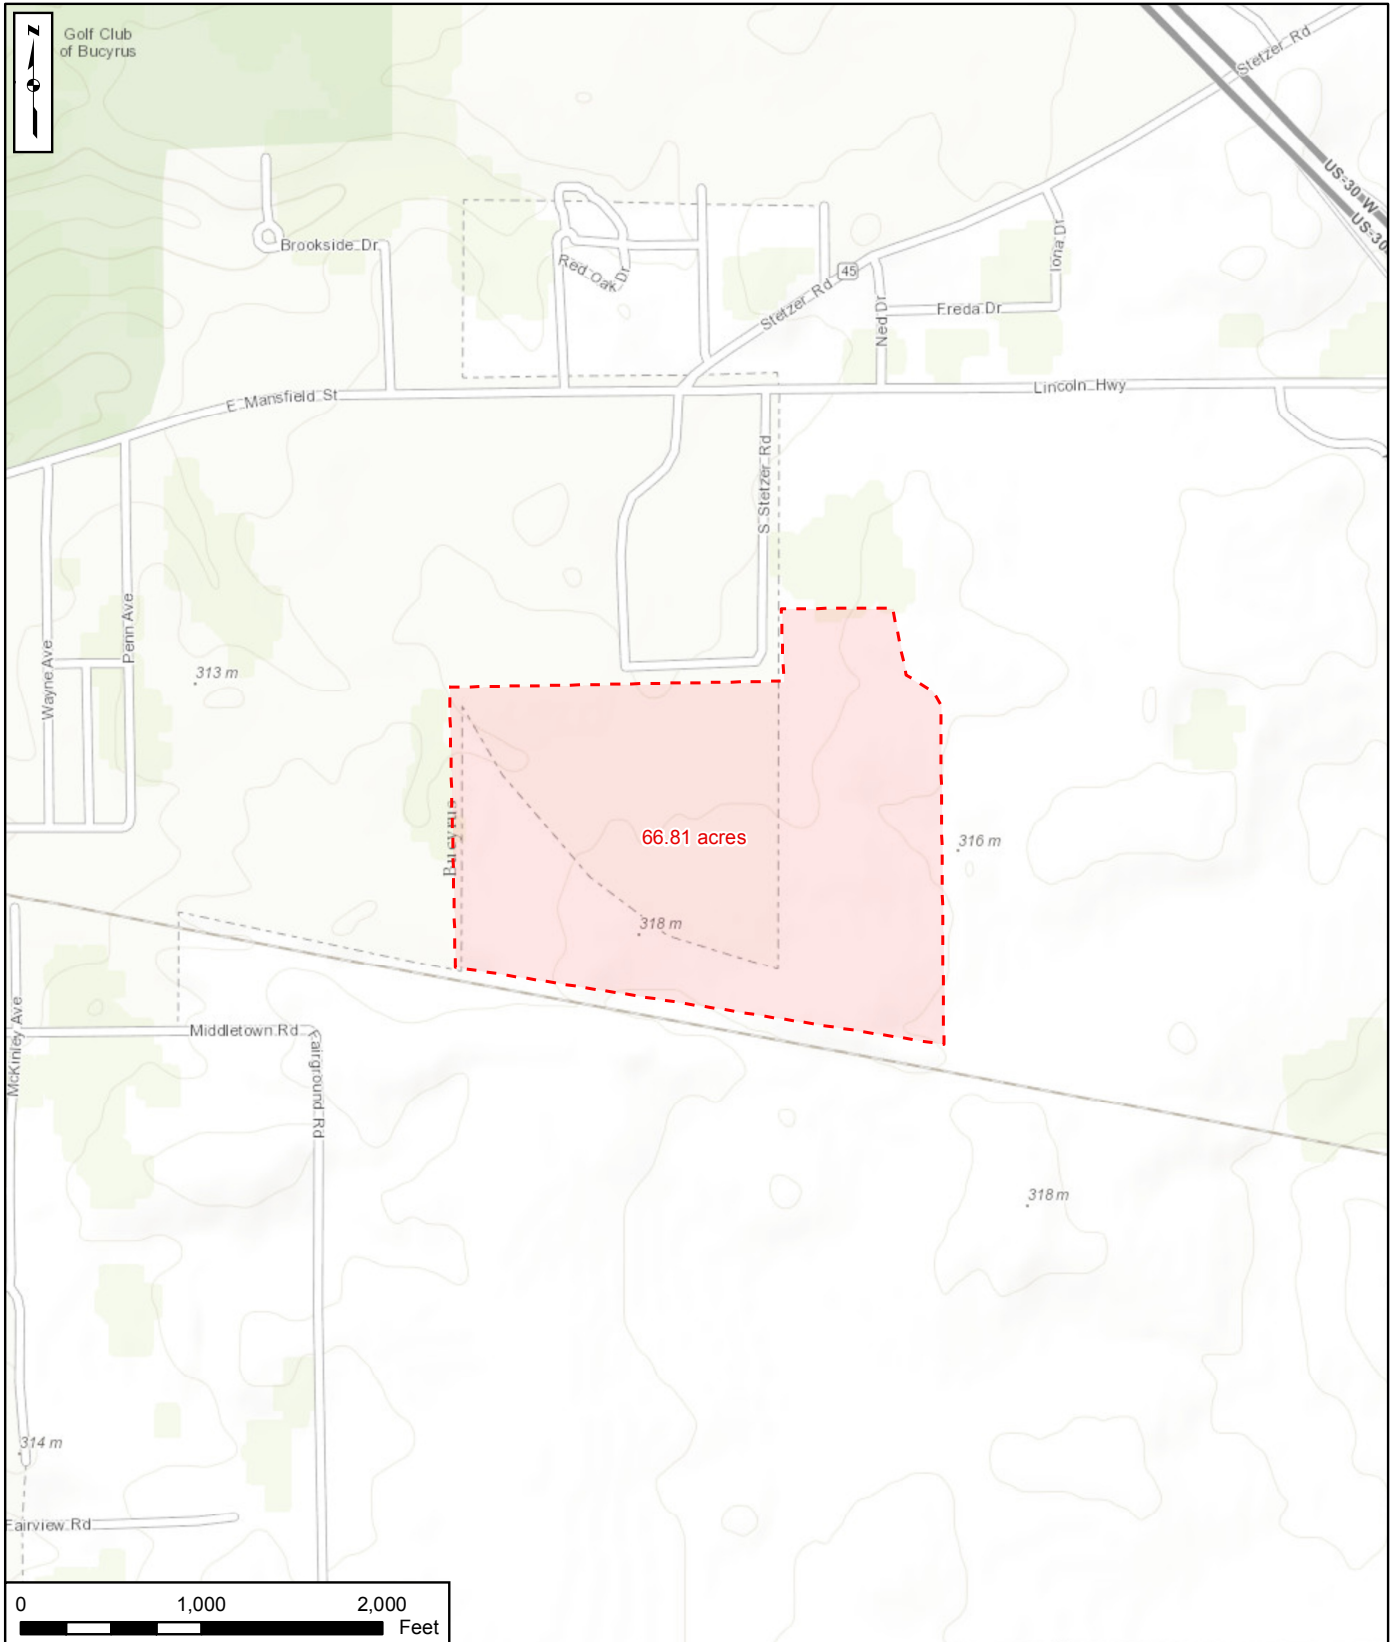 N
Golf Club
of Bucyrus
Stetzer Rd
US-30 W
US-30
Iona Dr
Brookside Dr
Red Oak Dr
45
Stetzer Rd
Ned Dr
Freda Dr
E Mansfield St
Lincoln Hwy
S Stetzer Rd
Penn Ave
Wayne Ave
313 m
Bucyrus
66.81 acres
316 m
318 m
McKinley Ave
Middletown Rd
Fairground Rd
318 m
314 m
Fairview Rd
0 1,000 2,000
Feet